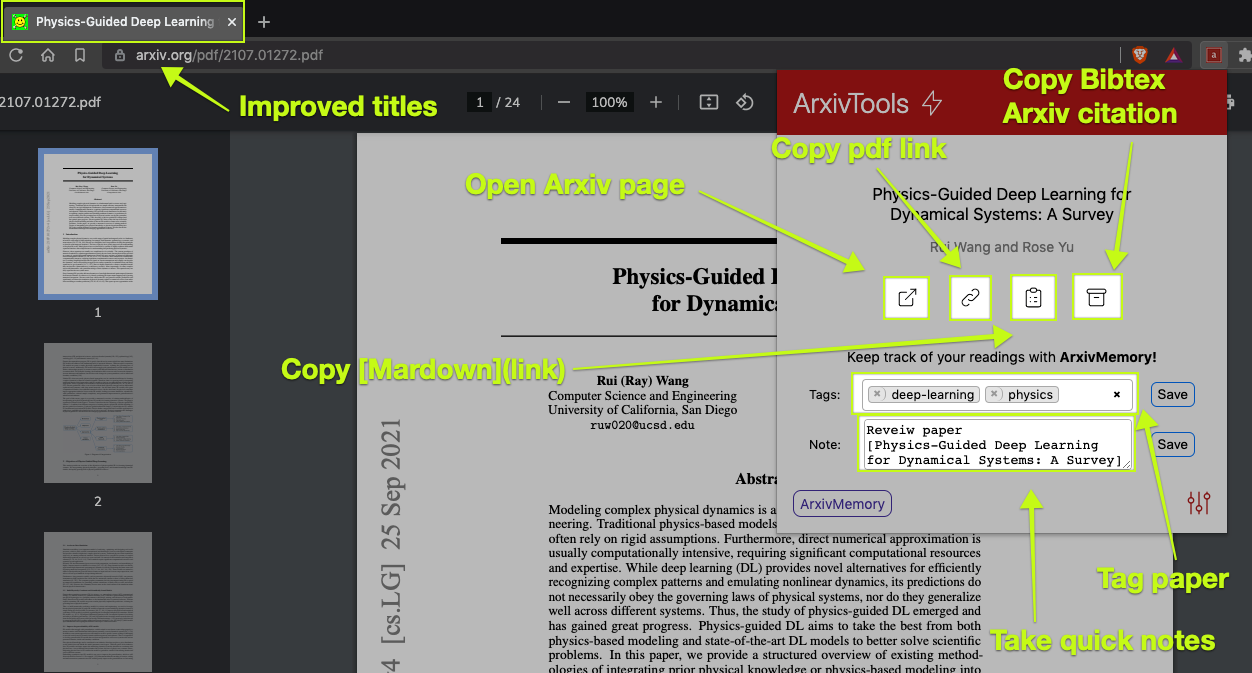 Physics-Guided Deep Learning
arxiv.org/pdf/2107.01272.pdf
Improved titles
2107.01272.pdf
1 / 24
100%
ArxivTools
Copy Bibtex
Arxiv citation
Copy pdf link
Open Arxiv page
Physics-Guided Deep Learning for
Dynamical Systems: A Survey
Rui Wang and Rose Yu
Copy [Mardown](link)
Keep track of your readings with ArxivMemory!
Tags:
deep-learning
physics
Save
Note:
Reveiw paper
[Physics-Guided Deep Learning
for Dynamical Systems: A Survey]
Save
ArxivMemory
Tag paper
Take quick notes
1
2
Physics-Guided
for Dynamica
Rui (Ray) Wang
Computer Science and Engineering
University of California, San Diego
ruw020@ucsd.edu
[cs.LG] 25 Sep 2021
Abstra
Modeling complex physical dynamics is a
neering. Traditional physics-based models
often rely on rigid assumptions. Furthermore, direct numerical approximation is
usually computationally intensive, requiring significant computational resources
and expertise. While deep learning (DL) provides novel alternatives for efficiently
recognizing complex patterns and emulating nonlinear dynamics, its predictions do
not necessarily obey the governing laws of physical systems, nor do they generalize
well across different systems. Thus, the study of physics-guided DL emerged and
has gained great progress. Physics-guided DL aims to take the best from both
physics-based modeling and state-of-the-art DL models to better solve scientific
problems. In this paper, we provide a structured overview of existing method-
ologies of integrating prior physical knowledge or physics-based modeling into